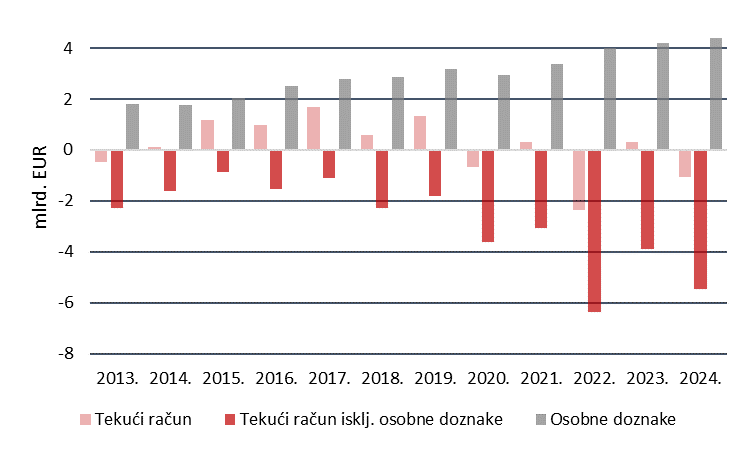 mlrd. EUR
4
2
0
-2
-4
-6
-8
2013. 2014. 2015. 2016. 2017. 2018. 2019. 2020. 2021. 2022. 2023. 2024.
Tekući račun Tekući račun isklj. osobne doznake Osobne doznake